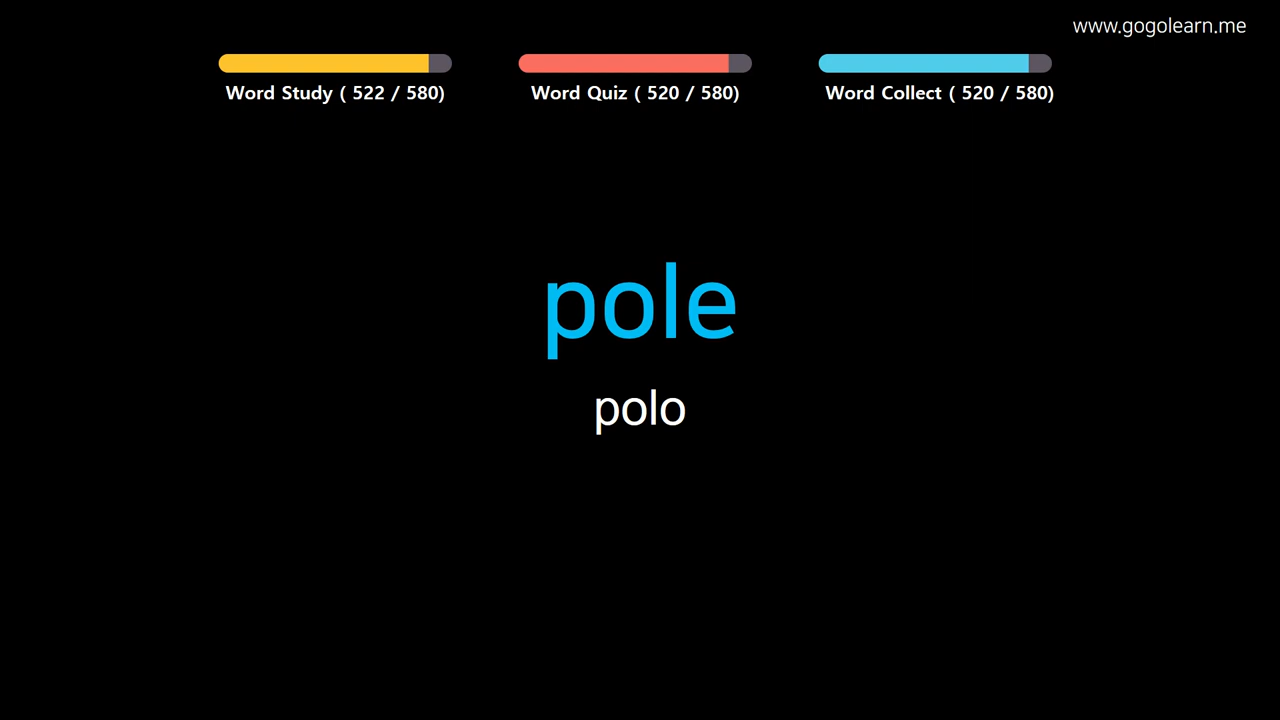 www.gogolearn.me
Word Study ( 522 / 580)
Word Quiz ( 520 / 580)
Word Collect ( 520 / 580)
pole
polo